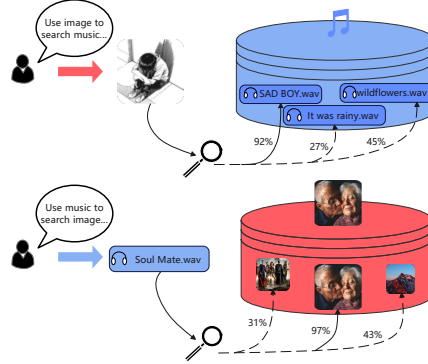 Use image to
search music...
SAD BOY.wav
wildflowers.wav
It was rainy.wav
92%
27%
45%
Use music to
search image...
Soul Mate.wav
31%
97%
43%